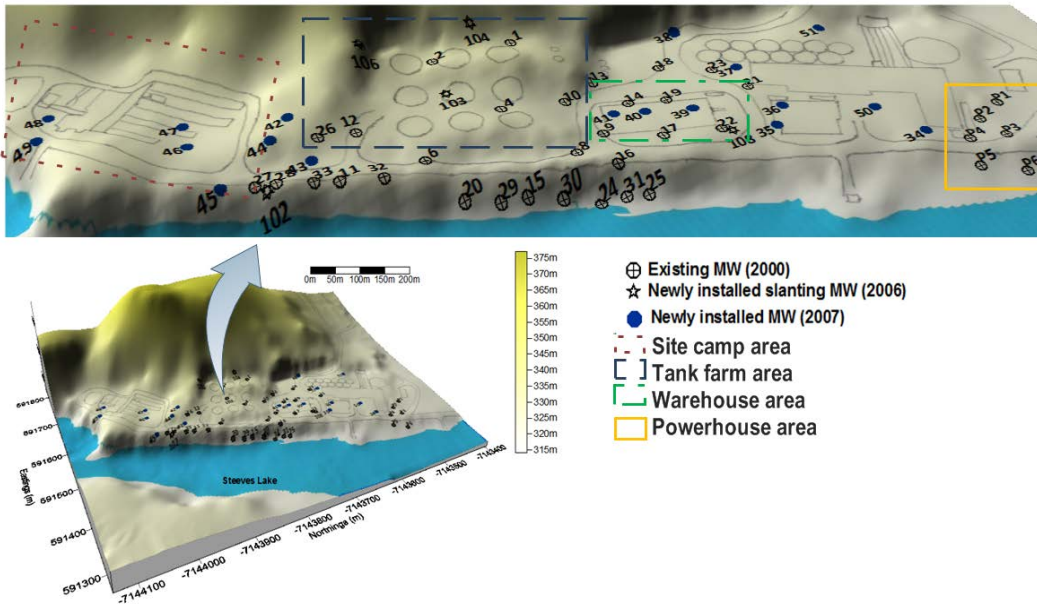 51
38
104
1
106
2
18
23
37
13
21
103
10
14
19
P1
4
41
40
39
36
50
P2
48
47
42
26
12
9
17
22
108
35
34
P4
P3
49
46
44
8
16
P5
P6
43
6
27
28
33
11
32
45
102
20
29
15
30
24
31
25
0m 50m 100m 150m 200m
375m
370m
365m
360m
355m
350m
345m
340m
335m
330m
325m
320m
315m
Existing MW (2000)
Newly installed slanting MW (2006)
Newly installed MW (2007)
Site camp area
Tank farm area
Warehouse area
Powerhouse area
591800
591700
591600
591500
591400
591300
Eastings (m)
Steeves Lake
-7143400
-7143500
-7143600
-7143700
-7143800
-7143900
-7144000
-7144100
Northings (m)